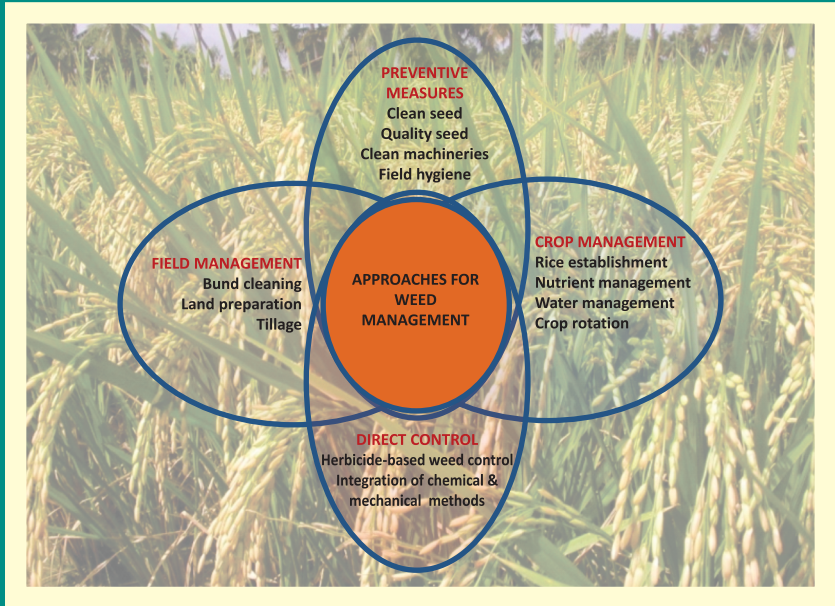 PREVENTIVE
MEASURES
Clean seed
Quality seed
Clean machineries
Field hygiene
FIELD MANAGEMENT
Bund cleaning
Land preparation
Tillage
APPROACHES FOR
WEED
MANAGEMENT
CROP MANAGEMENT
Rice establishment
Nutrient management
Water management
Crop rotation
DIRECT CONTROL
Herbicide-based weed control
Integration of chemical &
mechanical methods